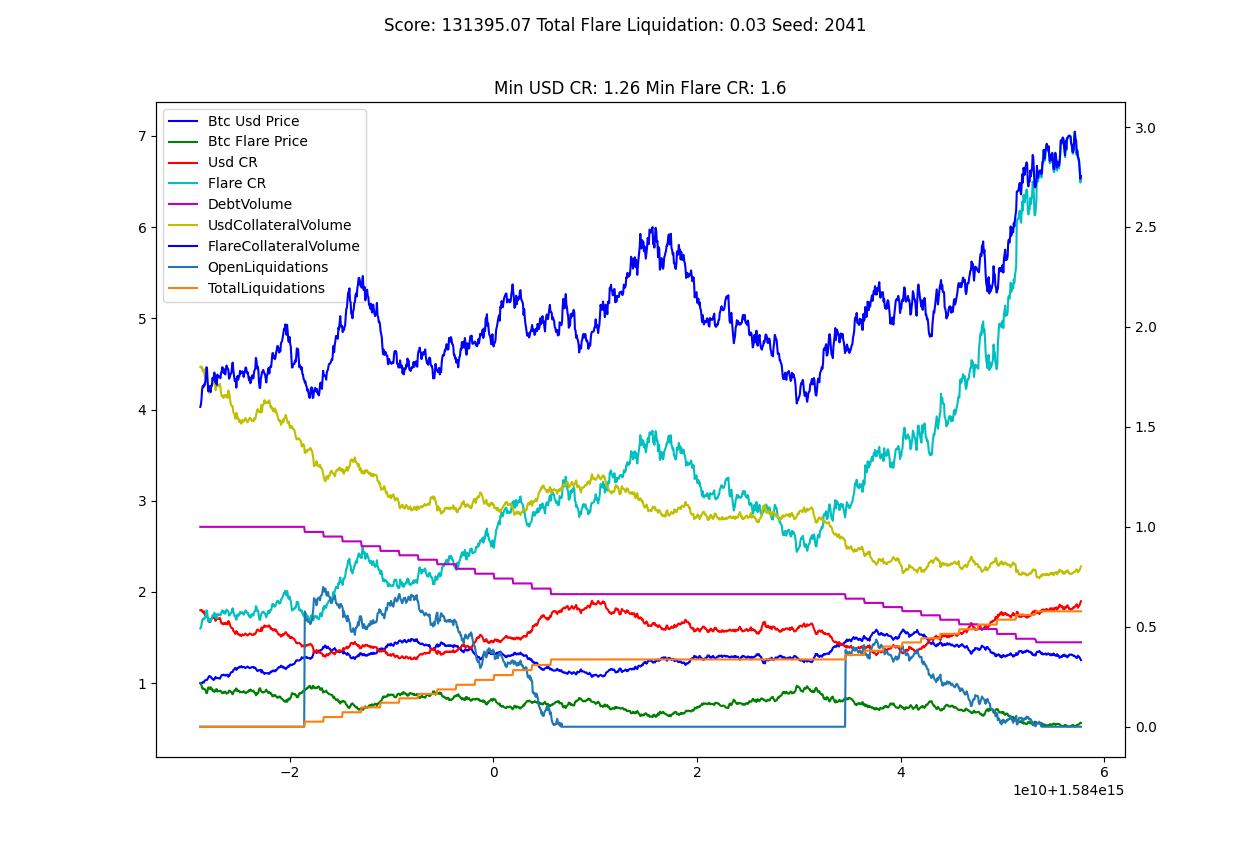 Score: 131395.07 Total Flare Liquidation: 0.03 Seed: 2041
Min USD CR: 1.26 Min Flare CR: 1.6
Btc Usd Price
Btc Flare Price
Usd CR
Flare CR
DebtVolume
UsdCollateralVolume
FlareCollateralVolume
OpenLiquidations
TotalLiquidations
7
6
5
4
3
2
1
3.0
2.5
2.0
1.5
1.0
0.5
0.0
−2
0
2
4
6
1e10+1.584e15